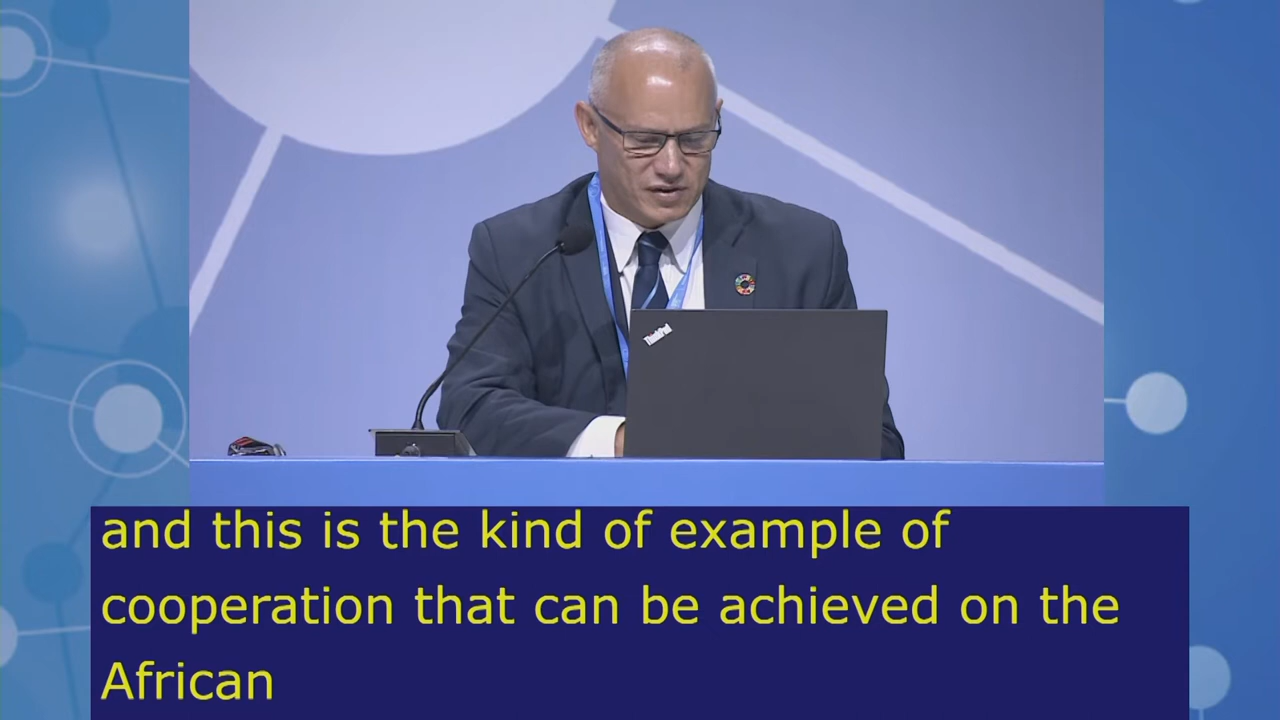 ThinkPad
and this is the kind of example of
cooperation that can be achieved on the
African